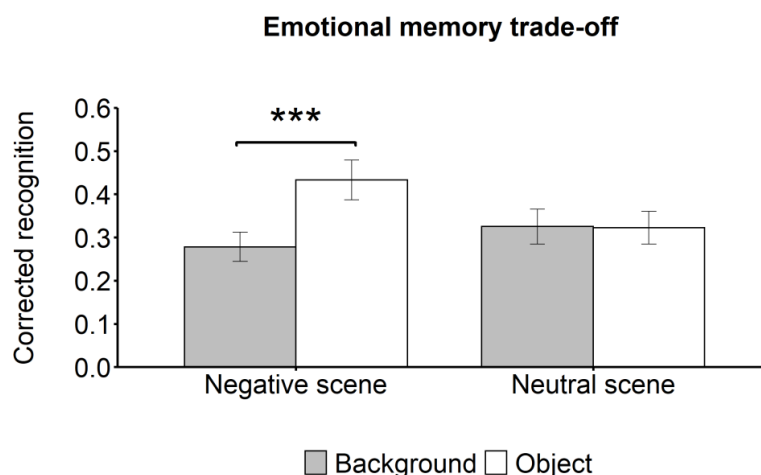 Emotional memory trade-off
Corrected recognition
0.6
0.5
0.4
0.3
0.2
0.1
0.0
***
Negative scene
Neutral scene
Background
Object